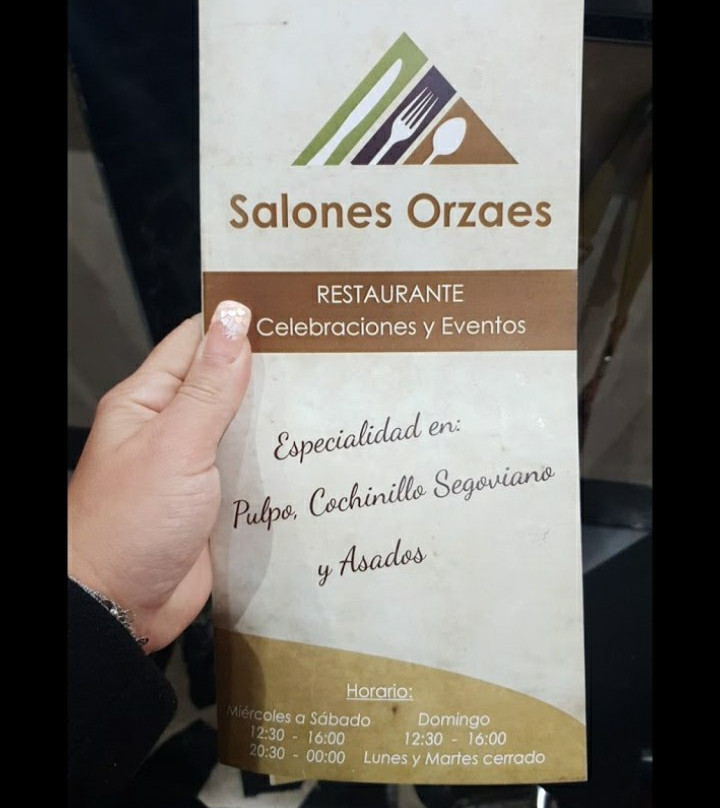 Salones Orzaes
RESTAURANTE
Celebraciones y Eventos
Especialidad en:
Pulpo, Cochinillo Segoviano
y Asados
Horario:
Miércoles a Sábado
12:30 - 16:00
20:30 - 00:00
Domingo
12:30 - 16:00
Lunes y Martes cerrado